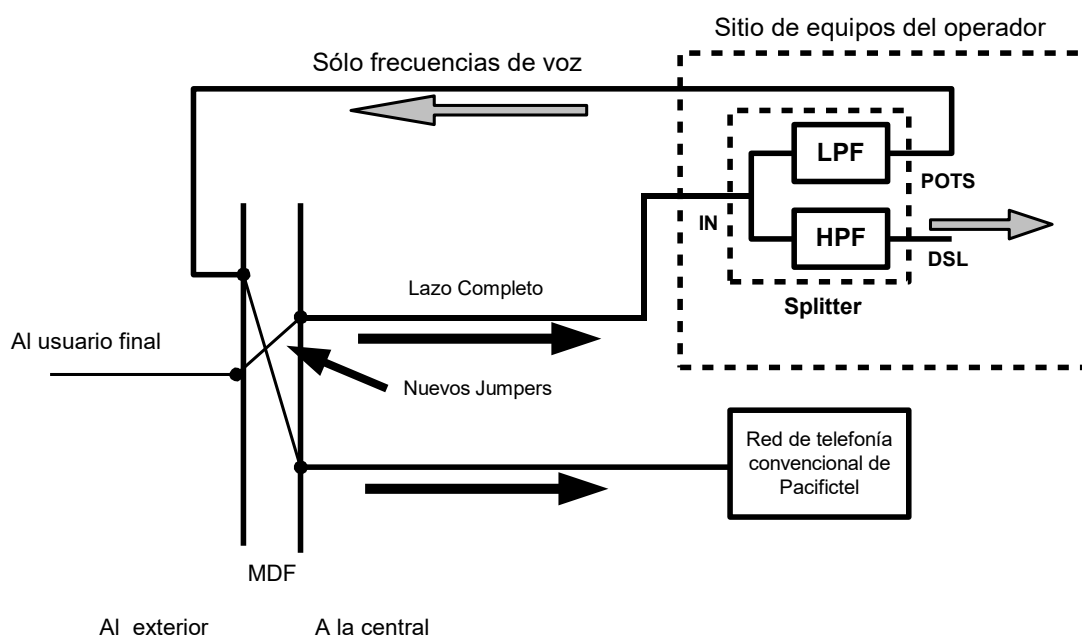 Sitio de equipos del operador
Sólo frecuencias de voz
LPF
POTS
IN
HPF
DSL
Splitter
Lazo Completo
Al usuario final
Nuevos Jumpers
Red de telefonía
convencional de
Pacifictel
MDF
Al exterior
A la central